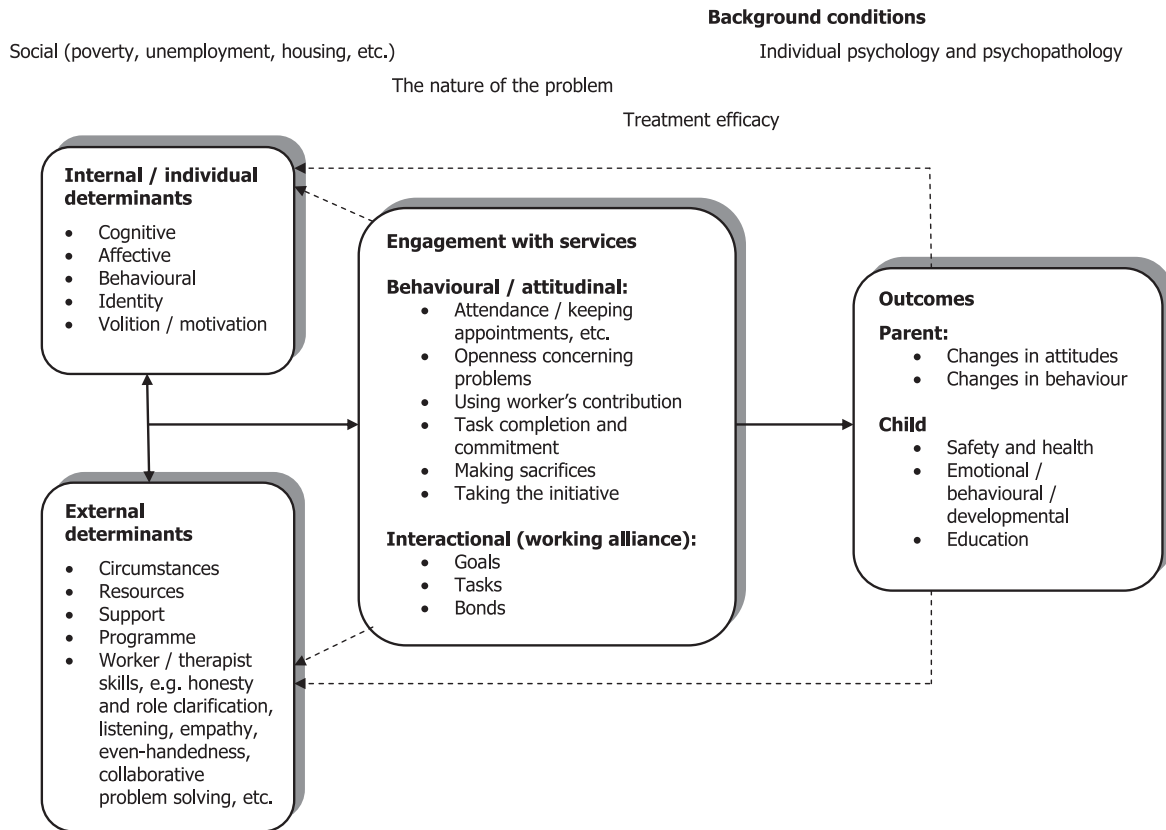 Background conditions
Social (poverty, unemployment, housing, etc.)
Individual psychology and psychopathology
The nature of the problem
Treatment efficacy
Internal / individual
determinants
• Cognitive
• Affective
• Behavioural
• Identity
• Volition / motivation
External
determinants
• Circumstances
• Resources
• Support
• Programme
• Worker / therapist
skills, e.g. honesty
and role clarification,
listening, empathy,
even-handedness,
collaborative
problem solving, etc.
Engagement with services
Behavioural / attitudinal:
• Attendance / keeping
appointments, etc.
• Openness concerning
problems
• Using worker's contribution
• Task completion and
commitment
• Making sacrifices
• Taking the initiative
Interactional (working alliance):
• Goals
• Tasks
• Bonds
Outcomes
Parent:
• Changes in attitudes
• Changes in behaviour
Child
• Safety and health
• Emotional /
behavioural /
developmental
• Education